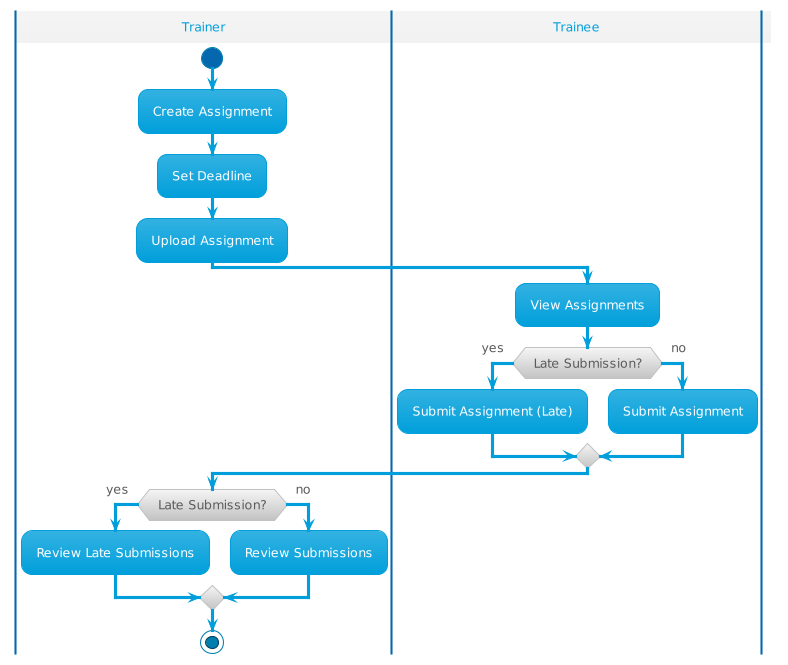 Trainer
Trainee
Create Assignment
Set Deadline
Upload Assignment
View Assignments
yes
Late Submission?
no
Submit Assignment (Late)
Submit Assignment
yes
Late Submission?
no
Review Late Submissions
Review Submissions